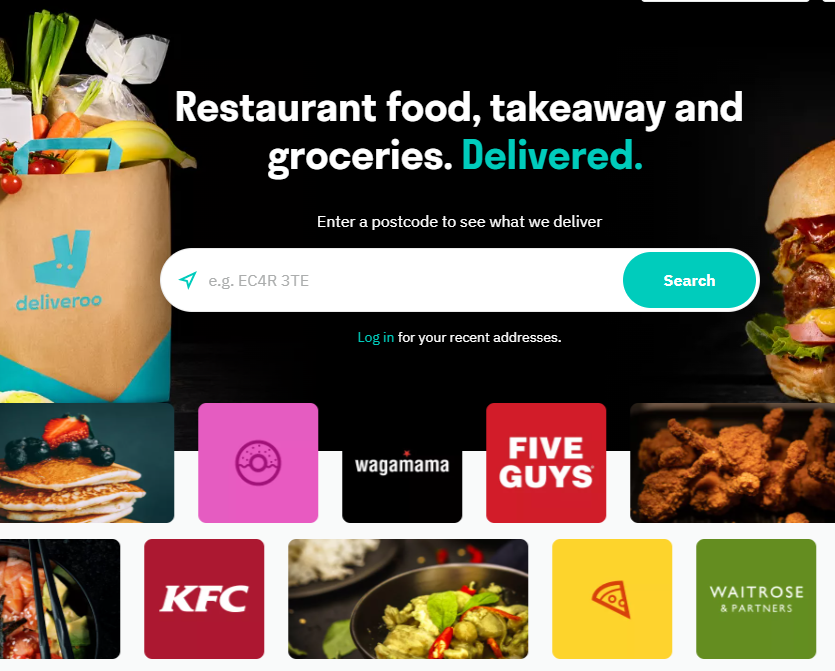 Restaurant food, takeaway and
groceries. Delivered.
Enter a postcode to see what we deliver
e.g. EC4R 3TE
Search
deliveroo
Log in for your recent addresses.
wagamama
FIVE
GUYS
KFC
WAITROSE
& PARTNERS